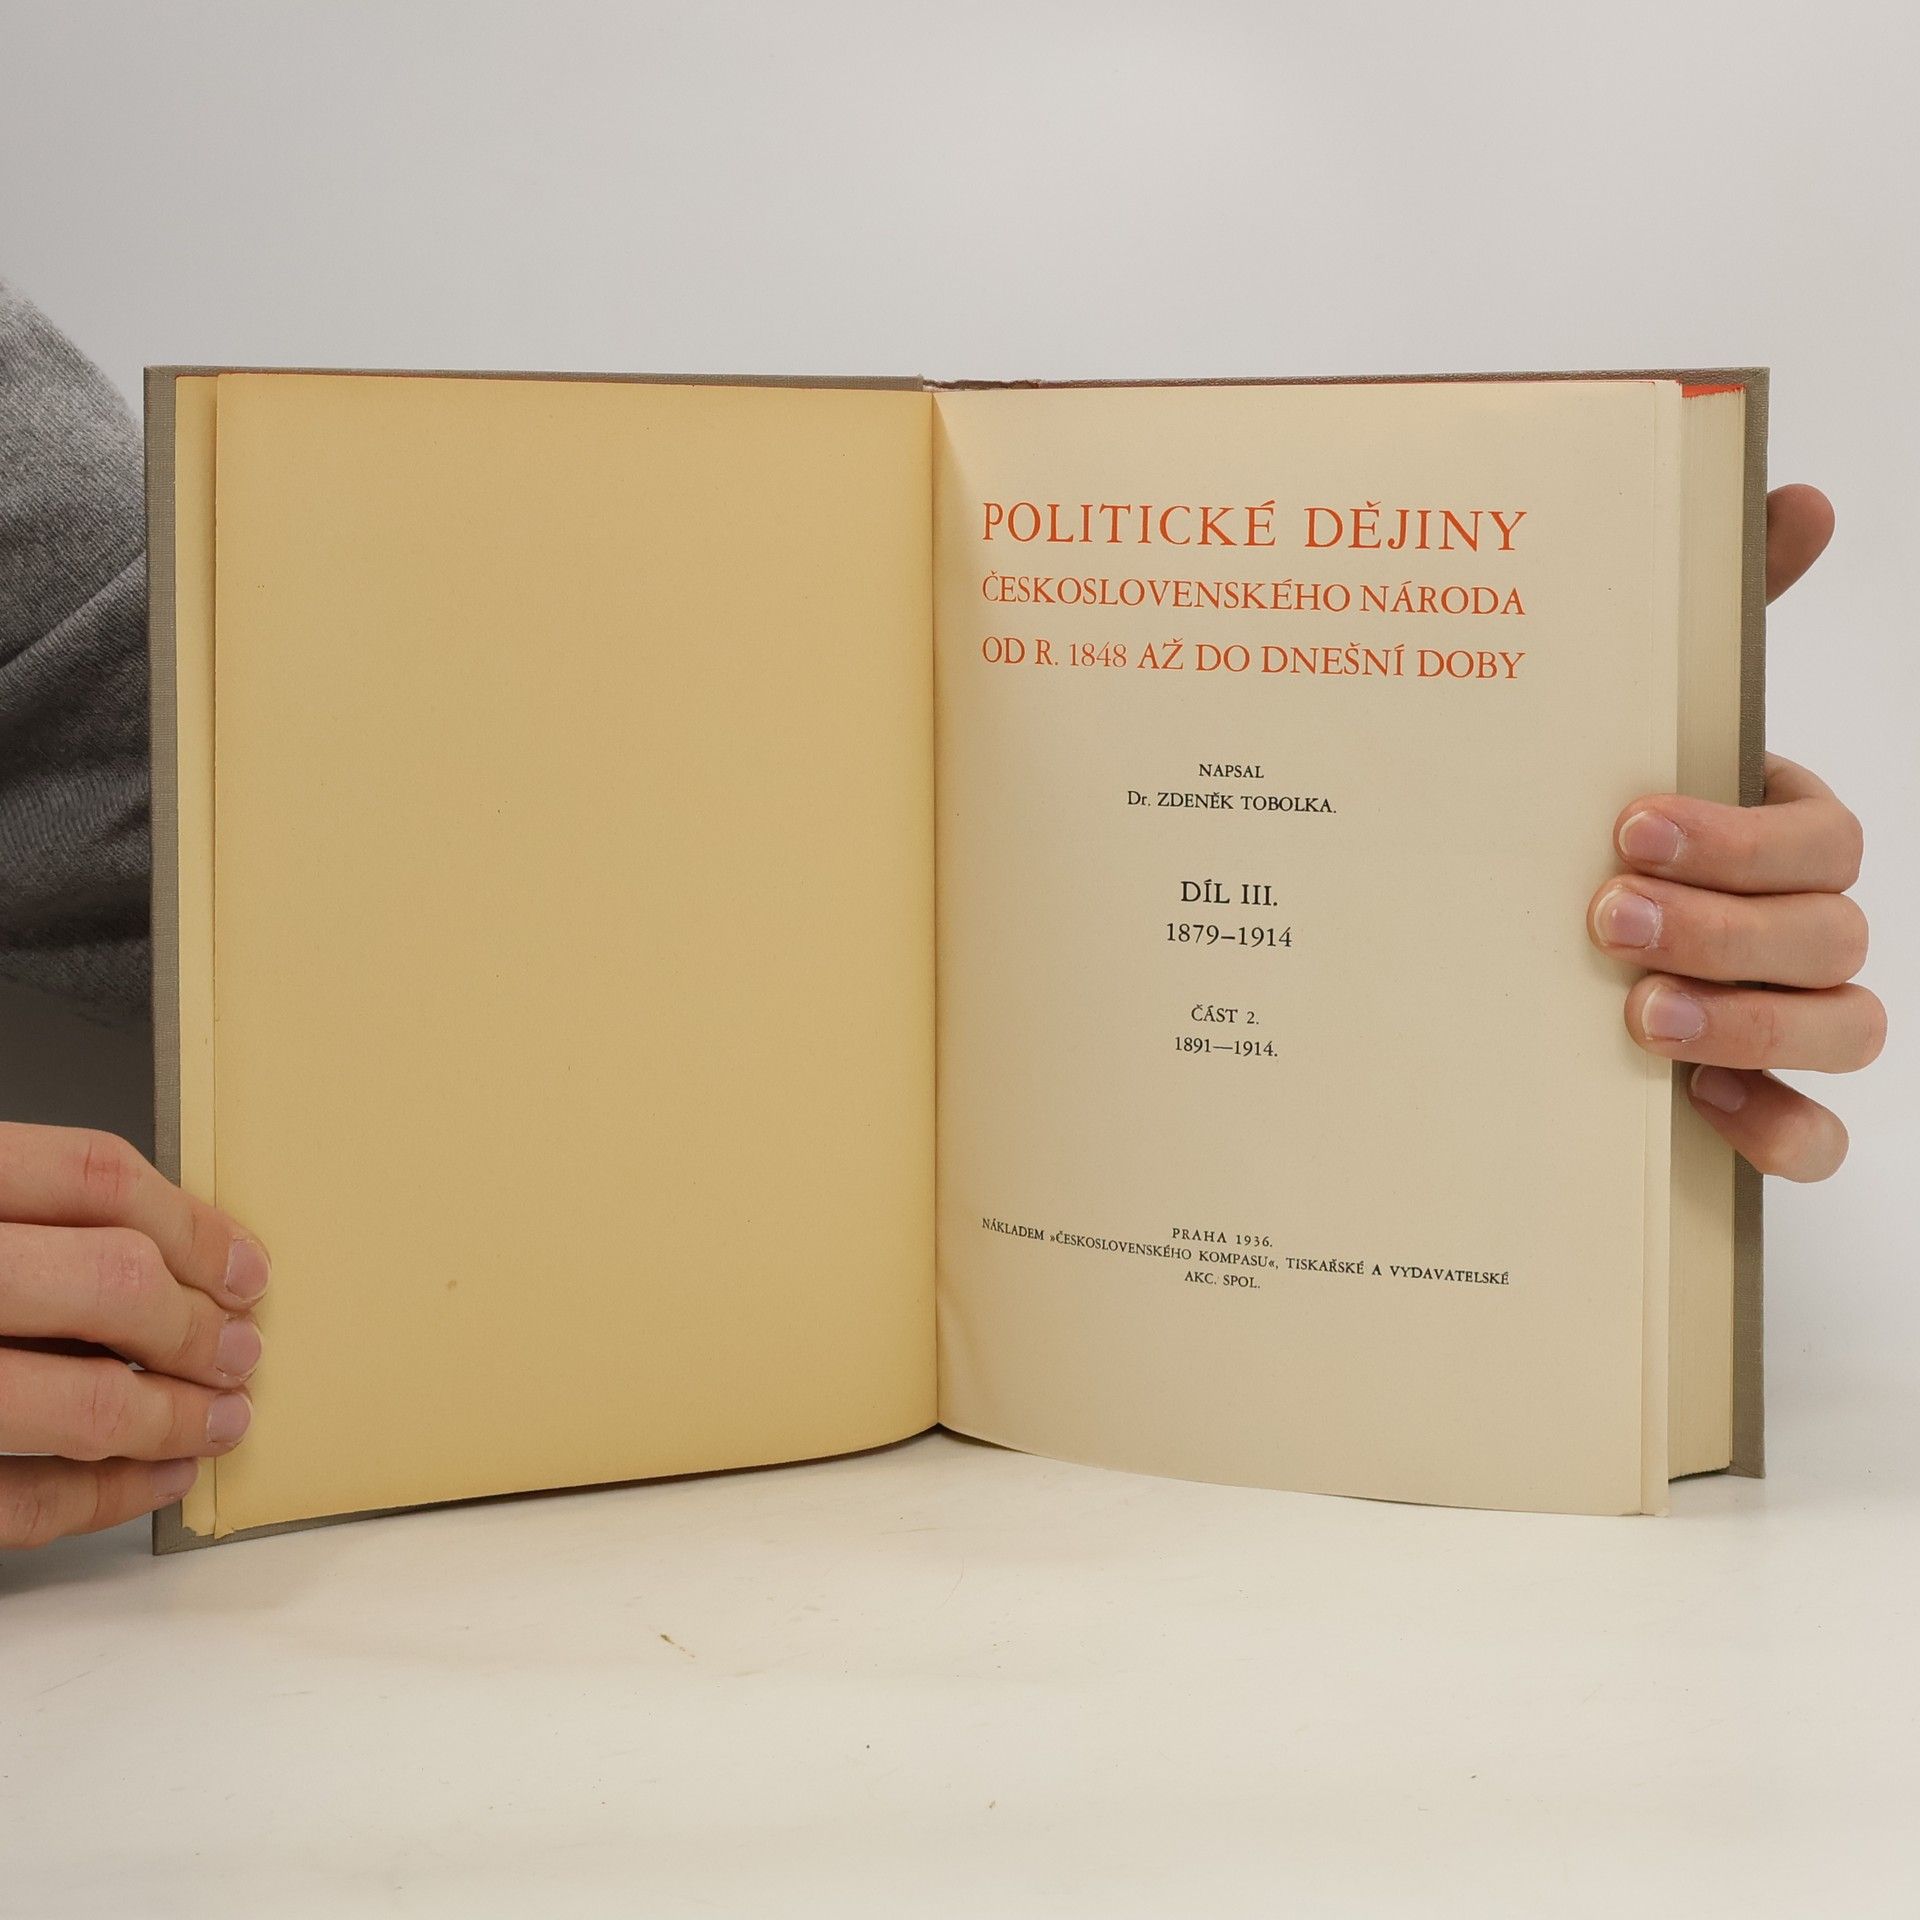 POLITICKÉ DĚJINY
ČESKOSLOVENSKÉHO NÁRODA
OD R. 1848 AŽ DO DNEŠNÍ DOBY
NAPSAL
Dr. ZDENĚK TOBOLKA.
DÍL III.
1879–1914
ČÁST 2.
1891—1914.
PRAHA 1936.
NÁKLADEM »ČESKOSLOVENSKÉHO KOMPASU«, TISKAŘSKÉ A VYDAVATELSKÉ
AKC. SPOL.